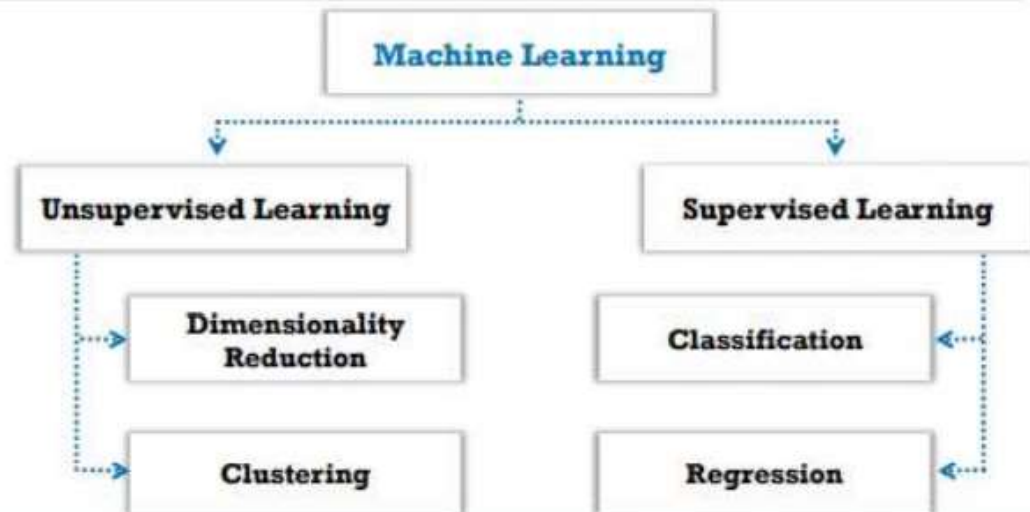 Machine Learning
Unsupervised Learning
Supervised Learning
Dimensionality
Reduction
Classification
Clustering
Regression